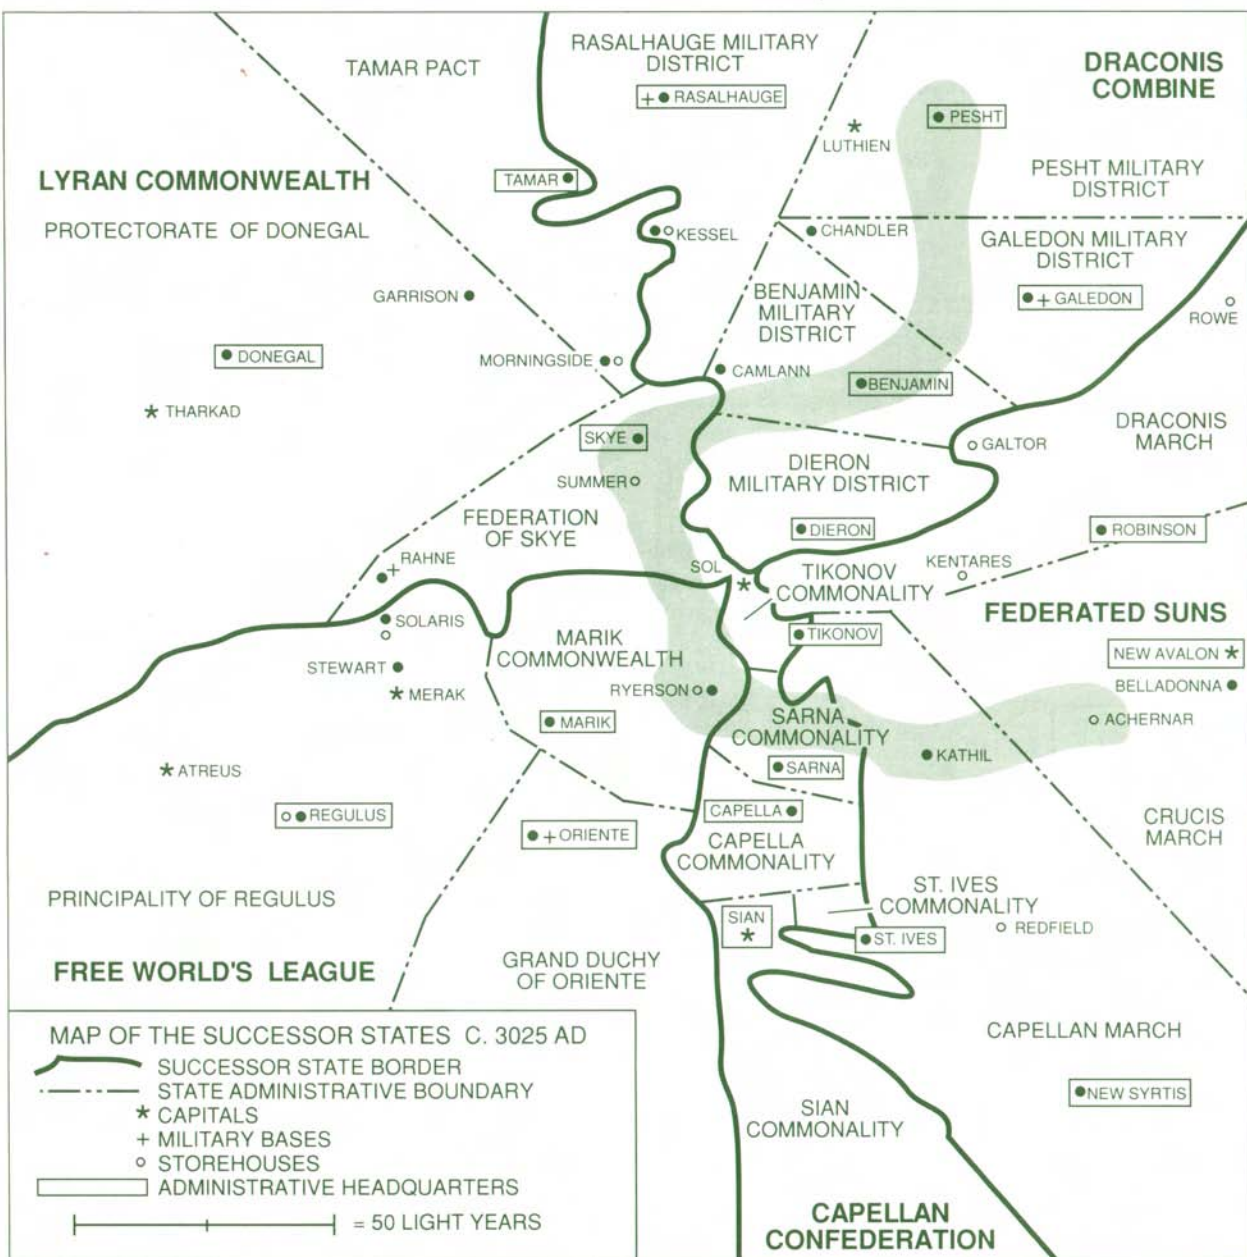 TAMAR PACT
RASALHAUGE MILITARY
DISTRICT
RASALHAUGE
DRACONIS
COMBINE
PESHT
LUTHIEN
PESHT MILITARY
DISTRICT
LYRAN COMMONWEALTH
PROTECTORATE OF DONEGAL
TAMAR
KESSEL
CHANDLER
GALEDON MILITARY
DISTRICT
GALEDON
ROWE
GARRISON
BENJAMIN
MILITARY
DISTRICT
DONEGAL
MORNINGSIDE
CAMLANN
BENJAMIN
THARKAD
DRACONIS
MARCH
SKYE
GALTOR
SUMMER
DIERON
MILITARY DISTRICT
FEDERATION
OF SKYE
DIERON
ROBINSON
RAHNE
SOL
TIKONOV
COMMONALITY
KENTARES
FEDERATED SUNS
SOLARIS
MARIK
COMMONWEALTH
TIKONOV
NEW AVALON
STEWART
MERAK
RYERSON
BELLADONNA
MARIK
SARNA
COMMONALITY
ACHERNAR
KATHIL
ATREUS
SARNA
REGULUS
ORIENTE
CAPELLA
CAPELLA
COMMONALITY
CRUCIS
MARCH
PRINCIPALITY OF REGULUS
ST. IVES
COMMONALITY
SIAN
REDFIELD
ST. IVES
FREE WORLD'S LEAGUE
GRAND DUCHY
OF ORIENTE
CAPELLAN MARCH
NEW SYRTIS
SIAN
COMMONALITY
CAPELLAN
CONFEDERATION
MAP OF THE SUCCESSOR STATES C. 3025 AD
SUCCESSOR STATE BORDER
STATE ADMINISTRATIVE BOUNDARY
* CAPITALS
+ MILITARY BASES
○ STOREHOUSES
ADMINISTRATIVE HEADQUARTERS
= 50 LIGHT YEARS